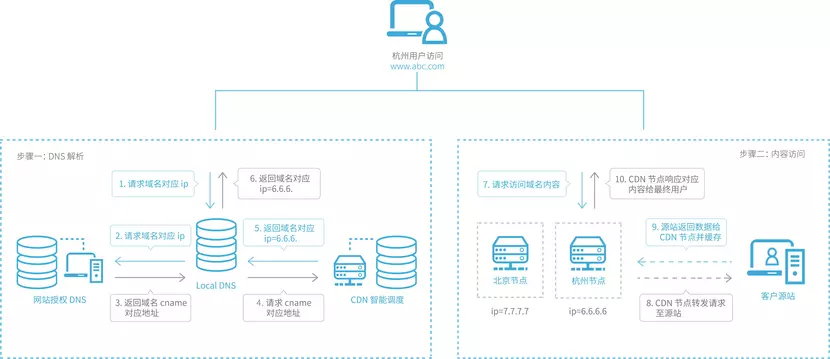 杭州用户访问
www.abc.com
步骤一：DNS 解析
1. 请求域名对应 ip
6. 返回域名对应
ip=6.6.6.
2. 请求域名对应 ip
5. 返回域名对应
ip=6.6.6.
网站授权 DNS
Local DNS
CDN 智能调度
3. 返回域名 cname
对应地址
4. 请求 cname
对应地址
步骤二：内容访问
7. 请求访问域名内容
10. CDN 节点响应对应
内容给最终用户
9. 源站返回数据给
CDN 节点并缓存
北京节点
杭州节点
客户源站
ip=7.7.7.7
ip=6.6.6.6
8. CDN 节点转发请求
至源站